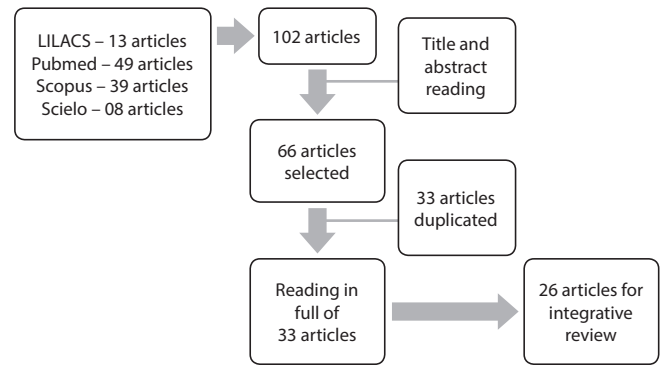 LILACS – 13 articles
Pubmed – 49 articles
Scopus – 39 articles
Scielo – 08 articles
102 articles
Title and
abstract
reading
66 articles
selected
33 articles
duplicated
Reading in
full of
33 articles
26 articles for
integrative
review